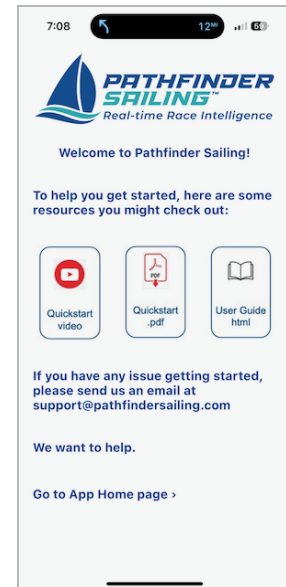 7:08
12MI
60
PATHFINDER
SAILING™
Real-time Race Intelligence
Welcome to Pathfinder Sailing!
To help you get started, here are some
resources you might check out:
PDF
Quickstart
video
Quickstart
.pdf
User Guide
html
If you have any issue getting started,
please send us an email at
support@pathfindersailing.com
We want to help.
Go to App Home page ›